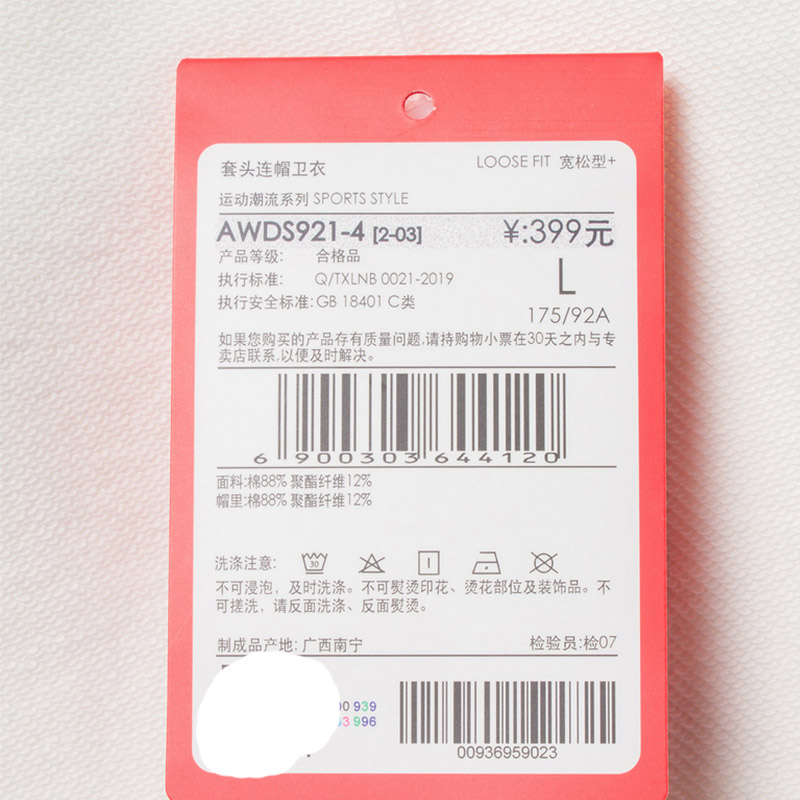 套头连帽卫衣 LOOSE FIT 宽松型+
运动潮流系列 SPORTS STYLE
AWDS921-4 [2-03] ¥:399元
产品等级: 合格品
执行标准: Q/TXLNB 0021-2019 L
执行安全标准:GB 18401 C类
175/92A
如果您购买的产品存有质量问题,请持购物小票在30天之内与专
卖店联系,以便及时解决。
6 900303 644120
面料:棉88% 聚酯纤维12%
帽里:棉88% 聚酯纤维12%
洗涤注意: 30
不可浸泡，及时洗涤。不可熨烫印花、烫花部位及装饰品。不
可搓洗，请反面洗涤、反面熨烫。
制成品产地: 广西南宁 检验员:检07
939
996
00936959023